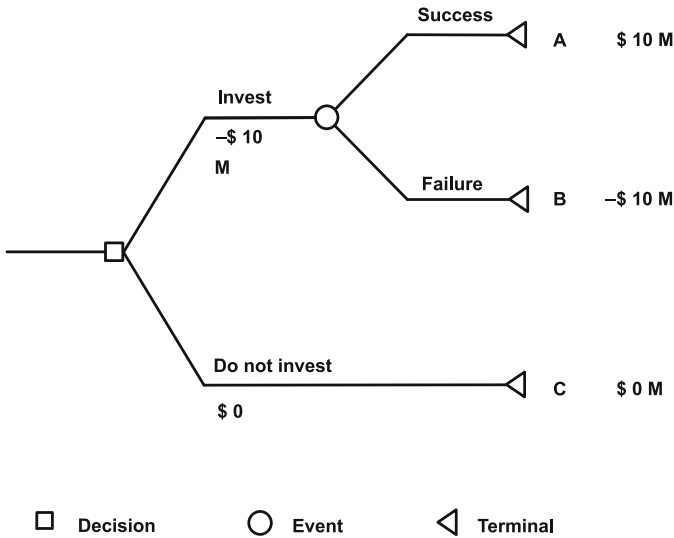 Success
A $ 10 M
Invest
–$ 10
M
Failure
B –$ 10 M
Do not invest
$ 0
C $ 0 M
Decision Event Terminal